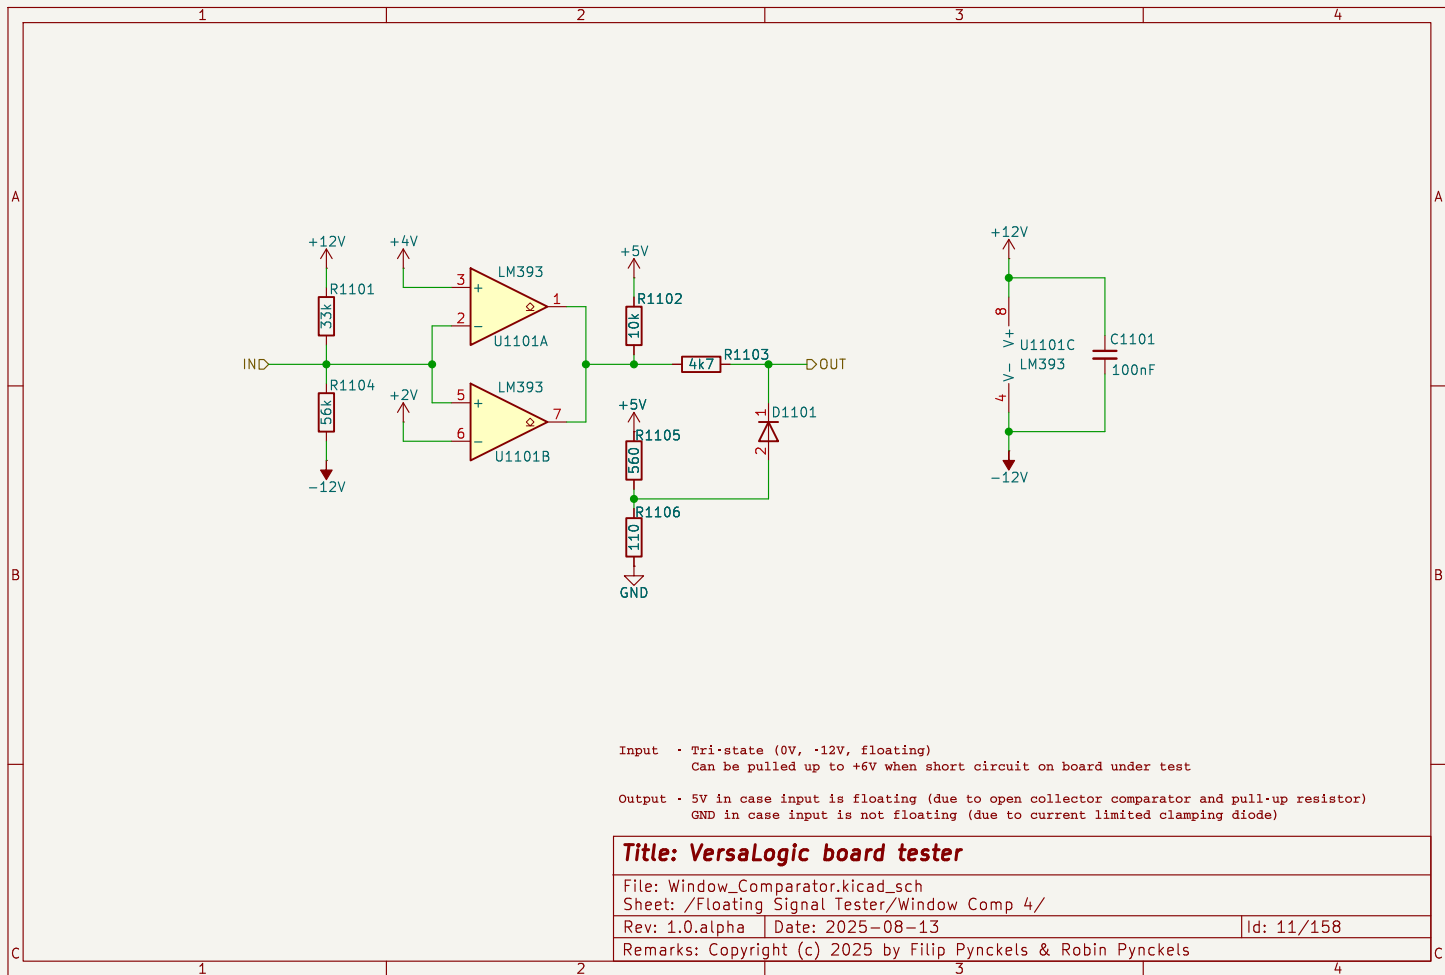 1 2 3 4
A A
+12V
R1101
33k
IN
R1104
56k
-12V
+4V
3
2
LM393
1
U1101A
+2V
5
6
LM393
7
U1101B
+5V
R1102
10k
R1103
4k7
OUT
+5V
R1105
560
R1106
110
GND
D1101
1
2
+12V
8
V+
U1101C
LM393
V-
4
-12V
C1101
100nF
B B
Input - Tri-state (0V, -12V, floating)
Can be pulled up to +6V when short circuit on board under test
Output - 5V in case input is floating (due to open collector comparator and pull-up resistor)
GND in case input is not floating (due to current limited clamping diode)
Title: VersaLogic board tester
File: Window_Comparator.kicad_sch
Sheet: /Floating Signal Tester/Window Comp 4/
Rev: 1.0.alpha Date: 2025-08-13 Id: 11/158
Remarks: Copyright (c) 2025 by Filip Pynckels & Robin Pynckels
C C
1 2 3 4